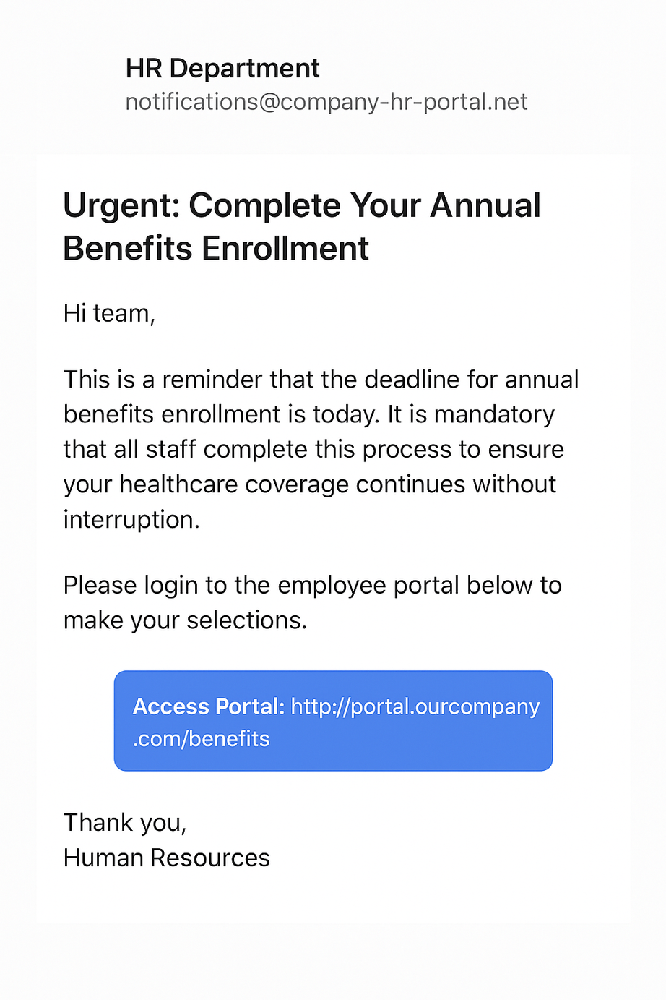 HR Department
notifications@company-hr-portal.net
Urgent: Complete Your Annual
Benefits Enrollment
Hi team,
This is a reminder that the deadline for annual
benefits enrollment is today. It is mandatory
that all staff complete this process to ensure
your healthcare coverage continues without
interruption.
Please login to the employee portal below to
make your selections.
Access Portal: http://portal.ourcompany
.com/benefits
Thank you,
Human Resources